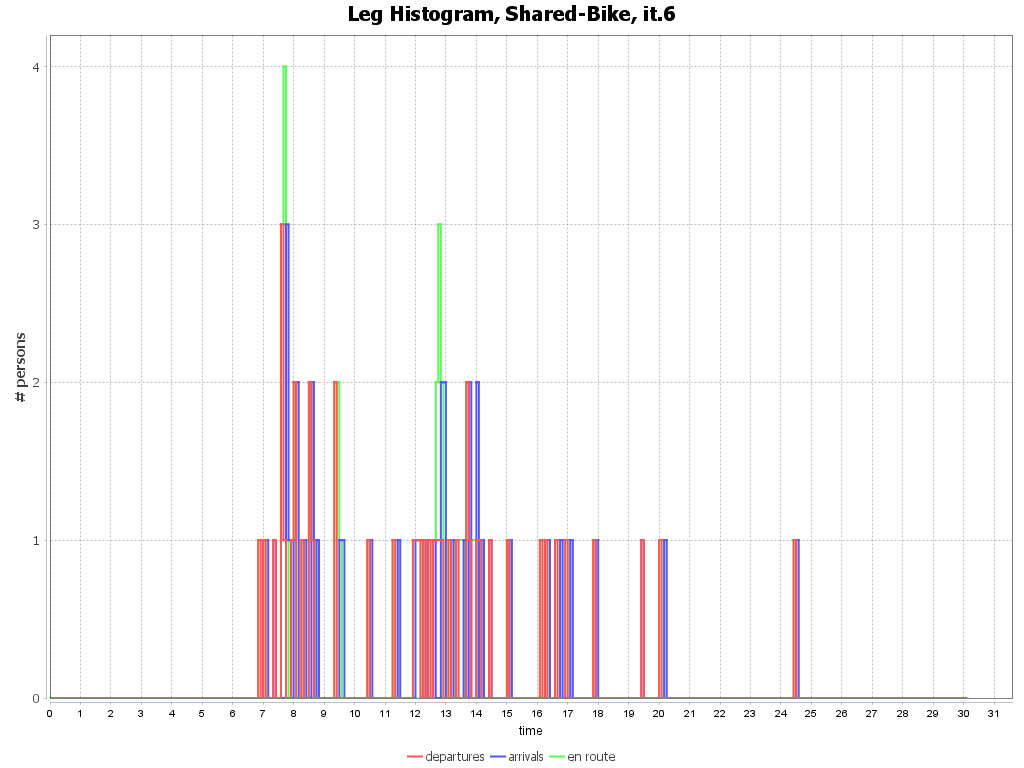 Leg Histogram, Shared-Bike, it.6
# persons
4
3
2
1
0
0 1 2 3 4 5 6 7 8 9 10 11 12 13 14 15 16 17 18 19 20 21 22 23 24 25 26 27 28 29 30 31
time
departures arrivals en route